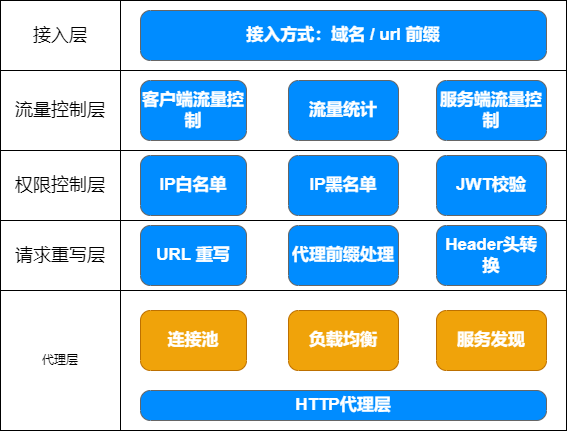 接入层
接入方式：域名 / url 前缀
流量控制层
客户端流量控
制
流量统计
服务端流量控
制
权限控制层
IP白名单
IP黑名单
JWT校验
请求重写层
URL 重写
代理前缀处理
Header头转
换
代理层
连接池
负载均衡
服务发现
HTTP代理层